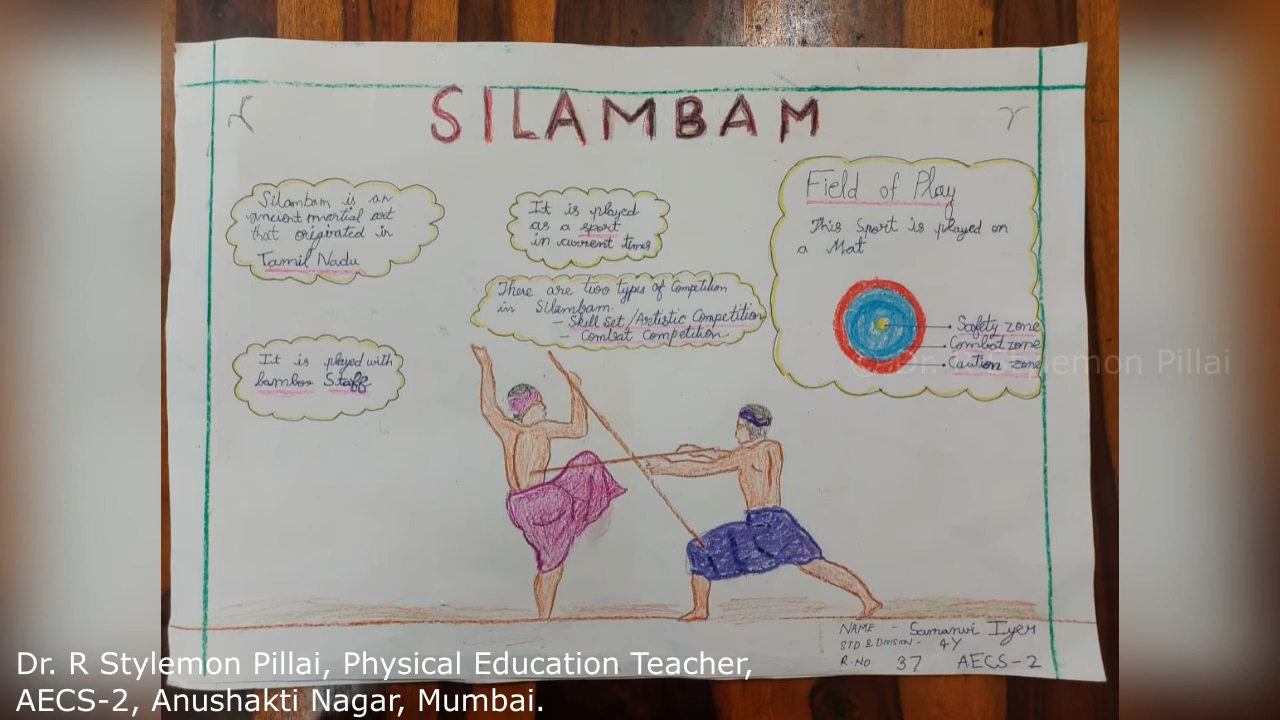 SILAMBAM
Silambam is an
ancient martial art
that originated in
Tamil Nadu
It is played
as a sport
in current times
Field of Play
This Sport is played on
a Mat
There are two types of Competition
in Silambam.
- Skill Set / Artistic Competition
- Combat Competition
Safety zone
Combat zone
Caution zone
It is played with
bamboo Staff
© Dr. R Stylemon Pillai
NAME - Samanvi Iyer
STD & DIVISION - 4Y
R.NO 37 AECS-2
Dr. R Stylemon Pillai, Physical Education Teacher,
AECS-2, Anushakti Nagar, Mumbai.